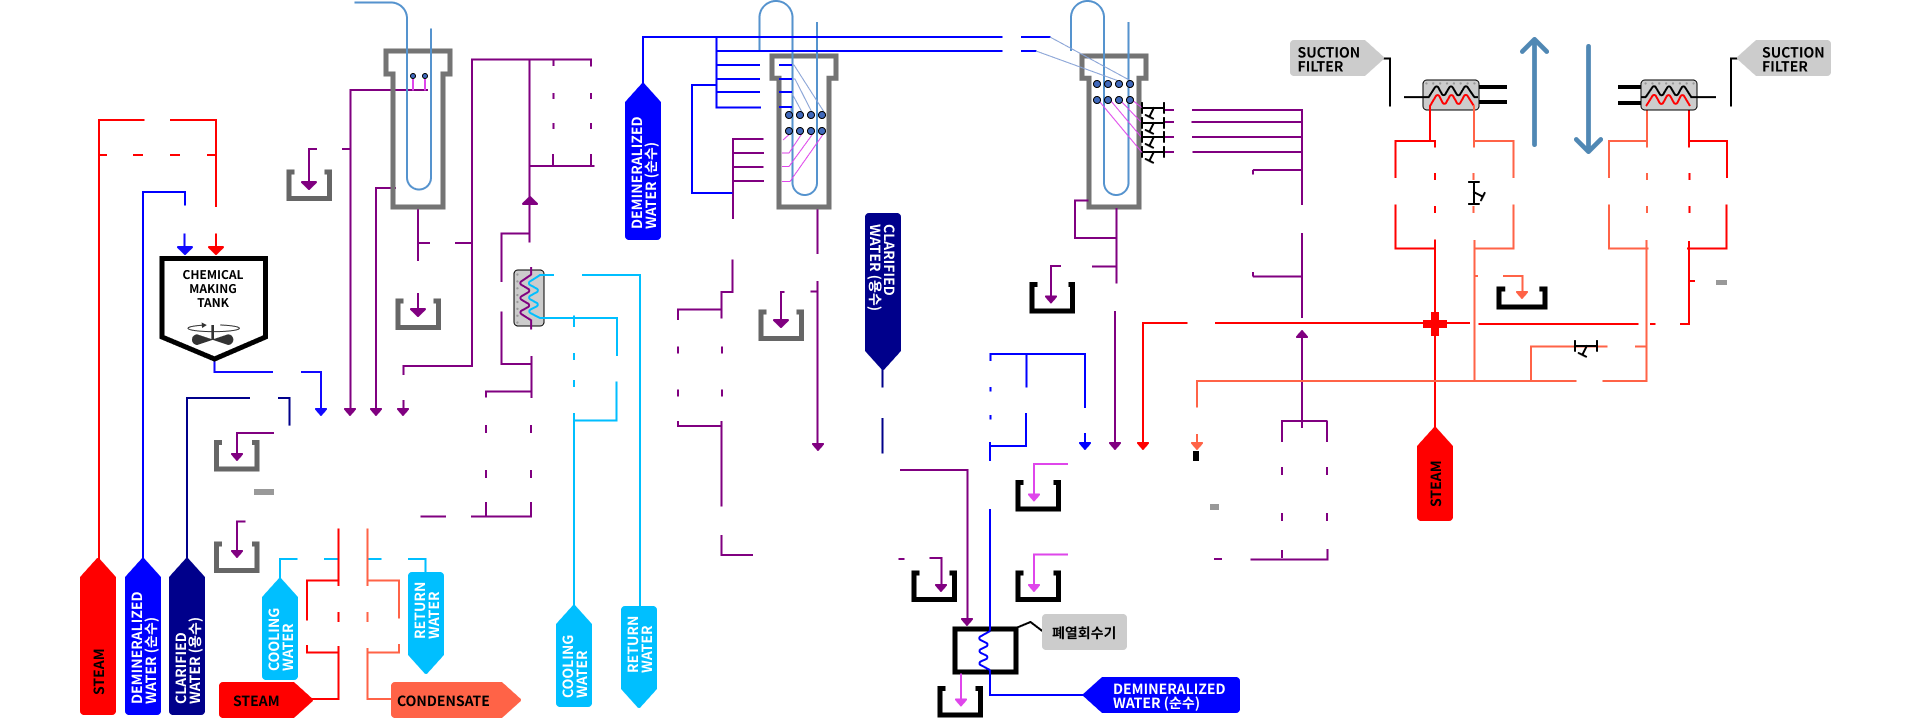 SUCTION
FILTER
SUCTION
FILTER
DEMINERALIZED
WATER (순수)
CLARIFIED
WATER (용수)
CHEMICAL
MAKING
TANK
STEAM
STEAM
DEMINERALIZED
WATER (순수)
CLARIFIED
WATER (용수)
COOLING
WATER
RETURN
WATER
STEAM
CONDENSATE
COOLING
WATER
RETURN
WATER
폐열회수기
DEMINERALIZED
WATER (순수)